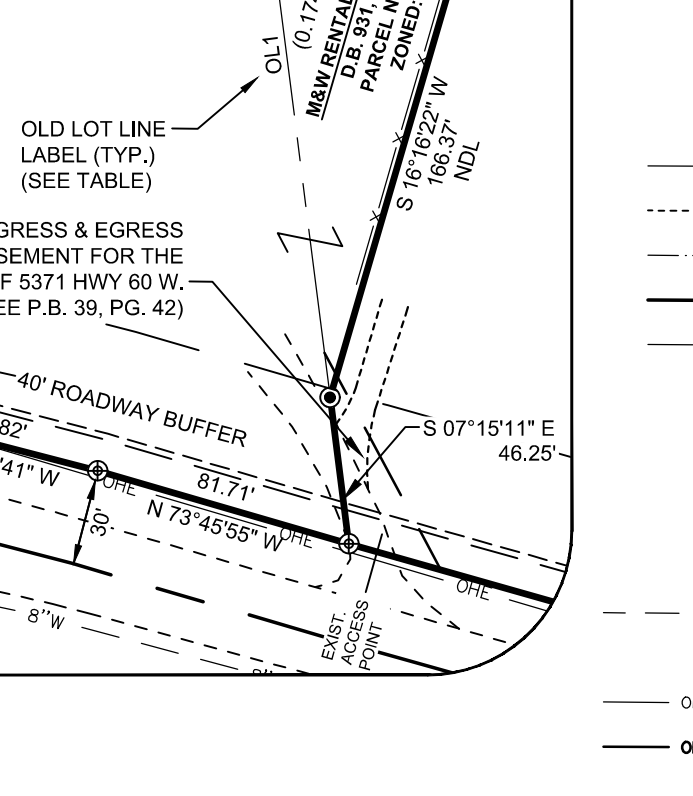 OL1
(0.174
M&W RENTAL
D.B. 931,
PARCEL N
ZONED:
OLD LOT LINE
LABEL (TYP.)
(SEE TABLE)
S 16°16'22" W
166.37'
NDL
GRESS & EGRESS
SEMENT FOR THE
F 5371 HWY 60 W.
EE P.B. 39, PG. 42)
40' ROADWAY BUFFER
S 07°15'11" E
46.25'
82'
'41" W
OHE
81.71'
N 73°45'55" W
OHE
30'
OHE
8"W
EXIST.
ACCESS
POINT